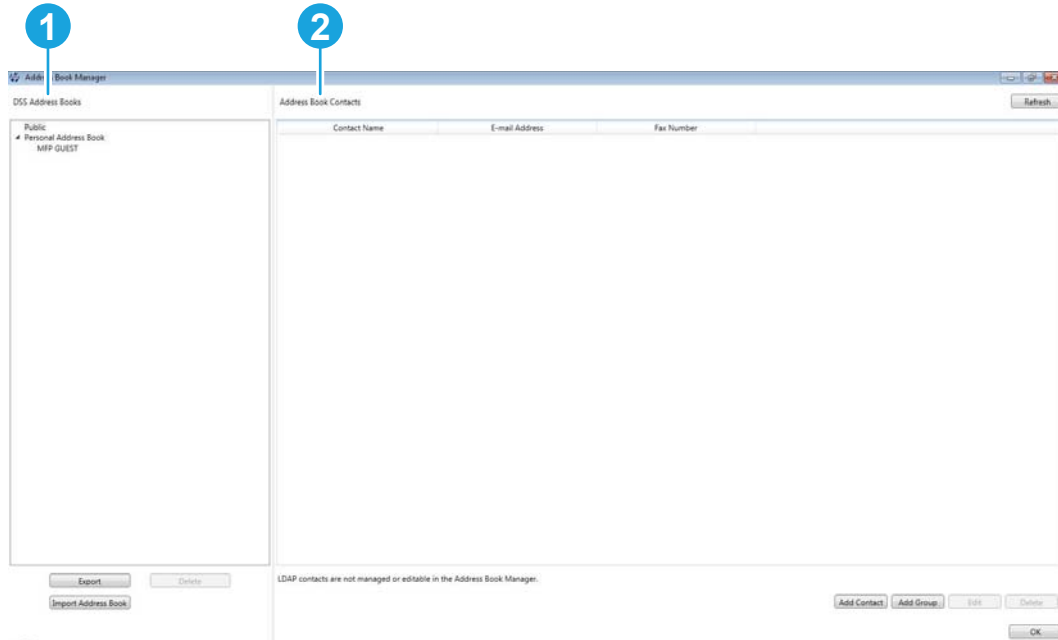 1 2
Address Book Manager
DSS Address Books
Address Book Contacts
Refresh
Public
Personal Address Book
MFP GUEST
Contact Name E-mail Address Fax Number
Export Delete
Import Address Book
LDAP contacts are not managed or editable in the Address Book Manager.
Add Contact Add Group Edit Delete
OK